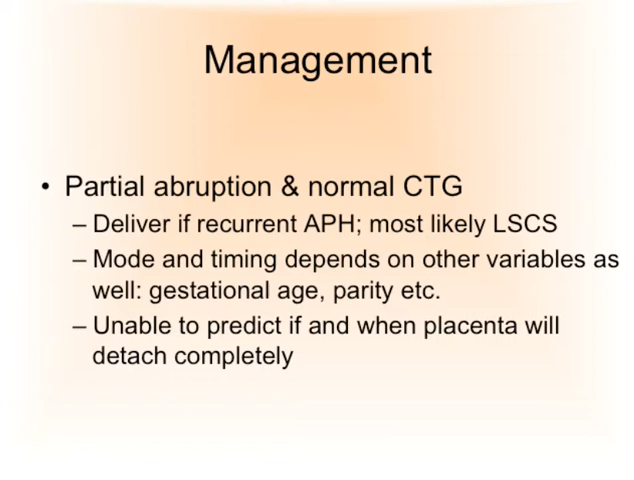 Management
• Partial abruption & normal CTG
– Deliver if recurrent APH; most likely LSCS
– Mode and timing depends on other variables as
well: gestational age, parity etc.
– Unable to predict if and when placenta will
detach completely